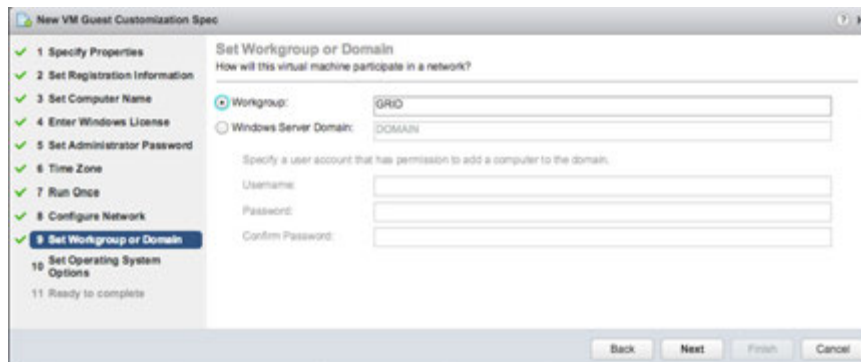 New VM Guest Customization Spec
1 Specify Properties
2 Set Registration Information
3 Set Computer Name
4 Enter Windows License
5 Set Administrator Password
6 Time Zone
7 Run Once
8 Configure Network
9 Set Workgroup or Domain
10 Set Operating System
Options
11 Ready to complete
Set Workgroup or Domain
How will this virtual machine participate in a network?
Workgroup: GRID
Windows Server Domain: DOMAIN
Specify a user account that has permission to add a computer to the domain.
Username:
Password:
Confirm Password:
Back Next Finish Cancel